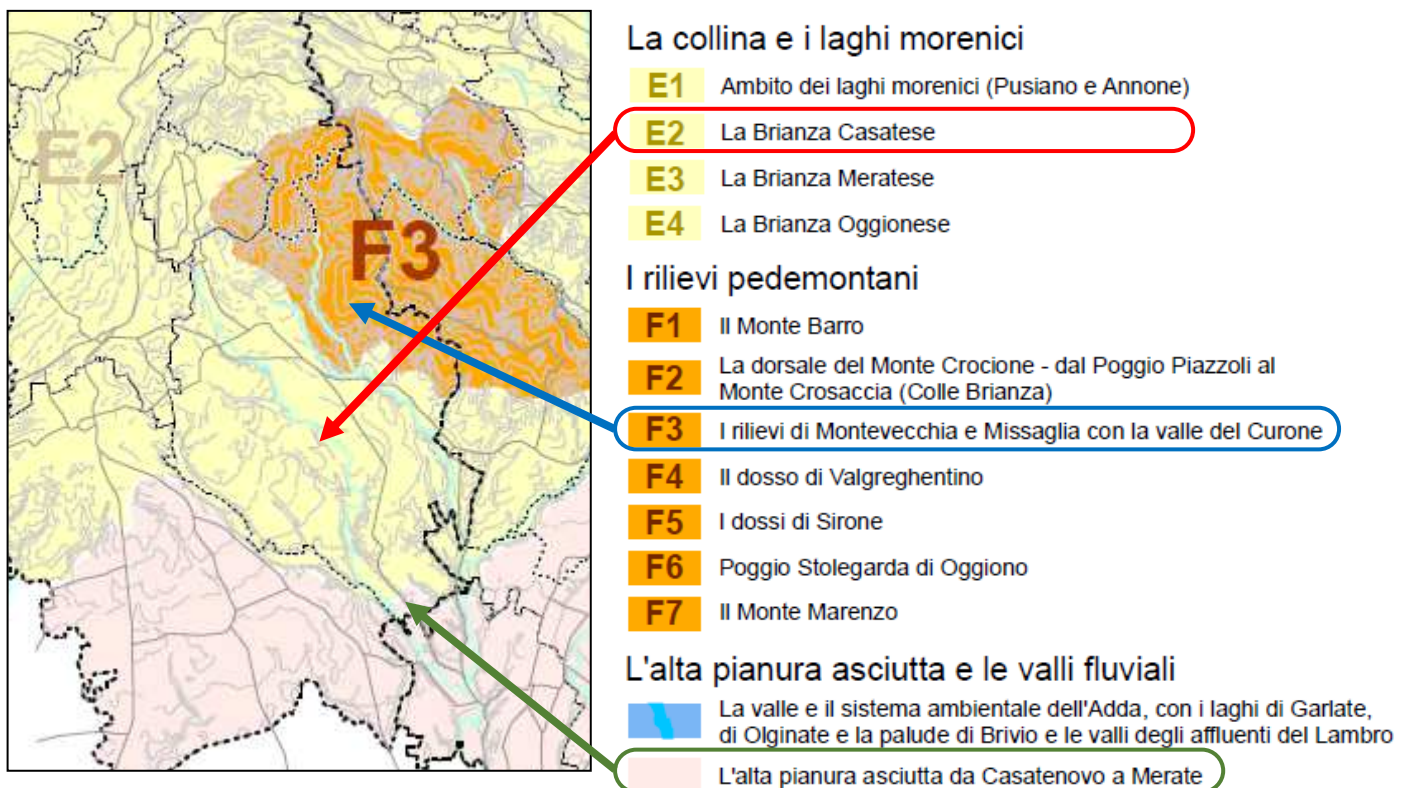 E2
F3
La collina e i laghi morenici
E1 Ambito dei laghi morenici (Pusiano e Annone)
E2 La Brianza Casatese
E3 La Brianza Meratese
E4 La Brianza Oggionese
I rilievi pedemontani
F1 Il Monte Barro
F2 La dorsale del Monte Crocione - dal Poggio Piazzoli al
Monte Crosaccia (Colle Brianza)
F3 I rilievi di Montevecchia e Missaglia con la valle del Curone
F4 Il dosso di Valgreghentino
F5 I dossi di Sirone
F6 Poggio Stolegarda di Oggiono
F7 Il Monte Marenzo
L'alta pianura asciutta e le valli fluviali
La valle e il sistema ambientale dell'Adda, con i laghi di Garlate,
di Olginate e la palude di Brivio e le valli degli affluenti del Lambro
L'alta pianura asciutta da Casatenovo a Merate